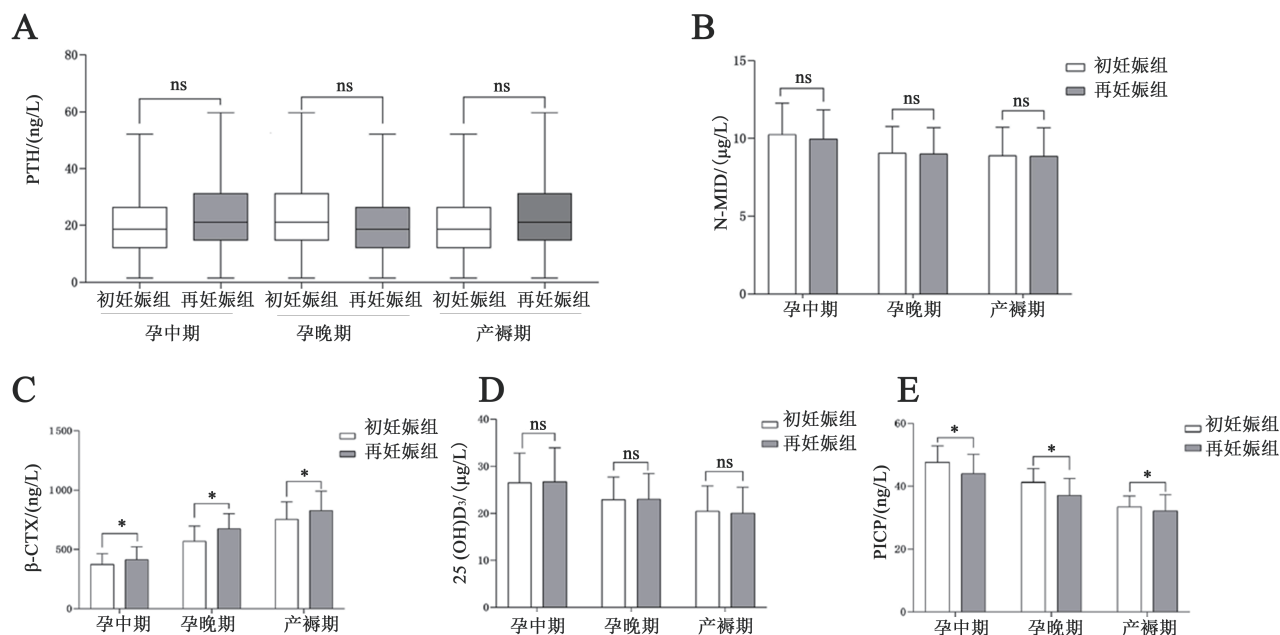 A
80
60
40
20
0
PTH/(ng/L)
ns
ns
ns
初妊娠组 再妊娠组 初妊娠组 再妊娠组 初妊娠组 再妊娠组
孕中期 孕晚期 产褥期
B
15
10
5
0
N-MID/(μg/L)
初妊娠组
再妊娠组
ns
ns
ns
孕中期 孕晚期 产褥期
C
1500
1000
500
0
β-CTX/(ng/L)
初妊娠组
再妊娠组
*
*
*
孕中期 孕晚期 产褥期
D
40
30
20
10
0
25 (OH)D3/(μg/L)
初妊娠组
再妊娠组
ns
ns
ns
孕中期 孕晚期 产褥期
E
60
40
20
0
PICP/(ng/L)
初妊娠组
再妊娠组
*
*
*
孕中期 孕晚期 产褥期